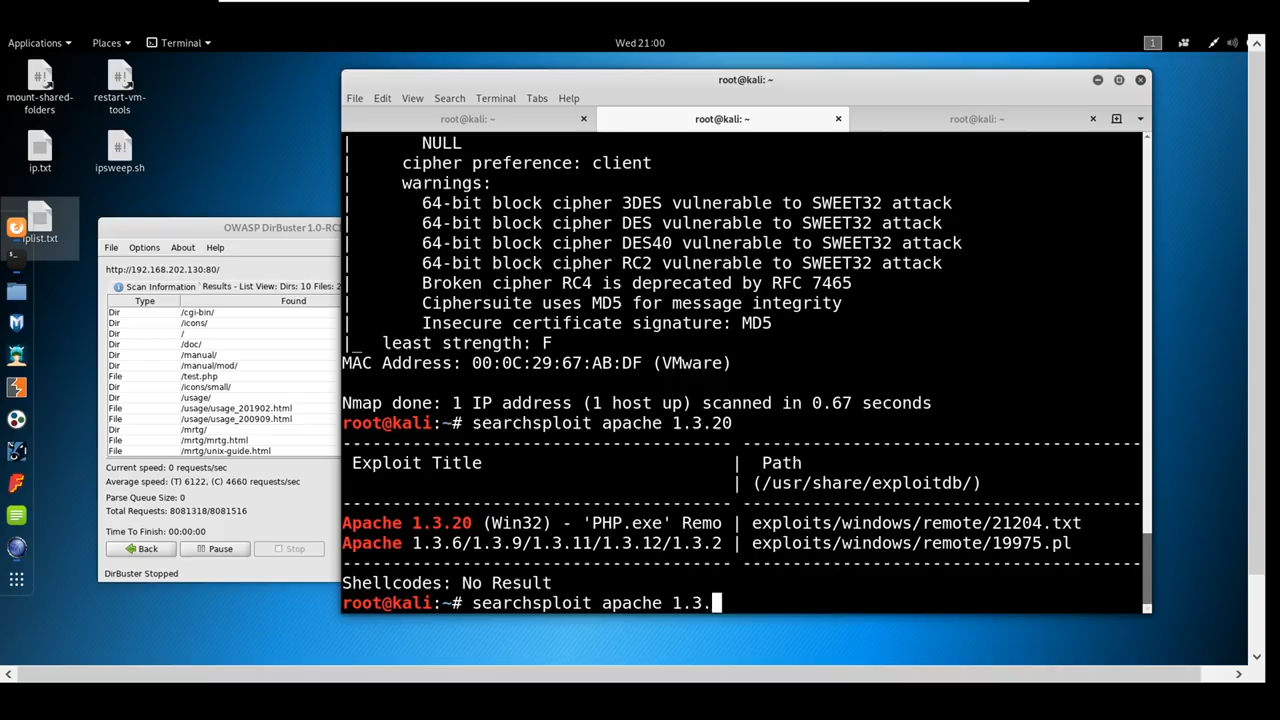 Applications
Places
Terminal
Wed 21:00
1
mount-shared-folders
restart-vm-tools
ip.txt
ipsweep.sh
iplist.txt
OWASP DirBuster 1.0-RC
File Options About Help
http://192.168.202.130:80/
Scan Information Results - List View: Dirs: 10 Files: 2
Type Found
Dir /cgi-bin/
Dir /icons/
Dir /
Dir /doc/
Dir /manual/
Dir /manual/mod/
File /test.php
Dir /icons/small/
Dir /usage/
File /usage/usage_201902.html
File /usage/usage_200909.html
Dir /mrtg/
File /mrtg/mrtg.html
File /mrtg/unix-guide.html
Current speed: 0 requests/sec
Average speed: (T) 6122, (C) 4660 requests/sec
Parse Queue Size: 0
Total Requests: 8081318/8081516
Time To Finish: 00:00:00
Back Pause Stop
DirBuster Stopped
root@kali: ~
File Edit View Search Terminal Tabs Help
root@kali: ~ root@kali: ~ root@kali: ~
| NULL
| cipher preference: client
| warnings:
| 64-bit block cipher 3DES vulnerable to SWEET32 attack
| 64-bit block cipher DES vulnerable to SWEET32 attack
| 64-bit block cipher DES40 vulnerable to SWEET32 attack
| 64-bit block cipher RC2 vulnerable to SWEET32 attack
| Broken cipher RC4 is deprecated by RFC 7465
| Ciphersuite uses MD5 for message integrity
| Insecure certificate signature: MD5
|_ least strength: F
MAC Address: 00:0C:29:67:AB:DF (VMware)
Nmap done: 1 IP address (1 host up) scanned in 0.67 seconds
root@kali:~# searchsploit apache 1.3.20
--------------------------------------- ----------------------------------------
Exploit Title | Path
| (/usr/share/exploitdb/)
--------------------------------------- ----------------------------------------
Apache 1.3.20 (Win32) - 'PHP.exe' Remo | exploits/windows/remote/21204.txt
Apache 1.3.6/1.3.9/1.3.11/1.3.12/1.3.2 | exploits/windows/remote/19975.pl
--------------------------------------- ----------------------------------------
Shellcodes: No Result
root@kali:~# searchsploit apache 1.3.